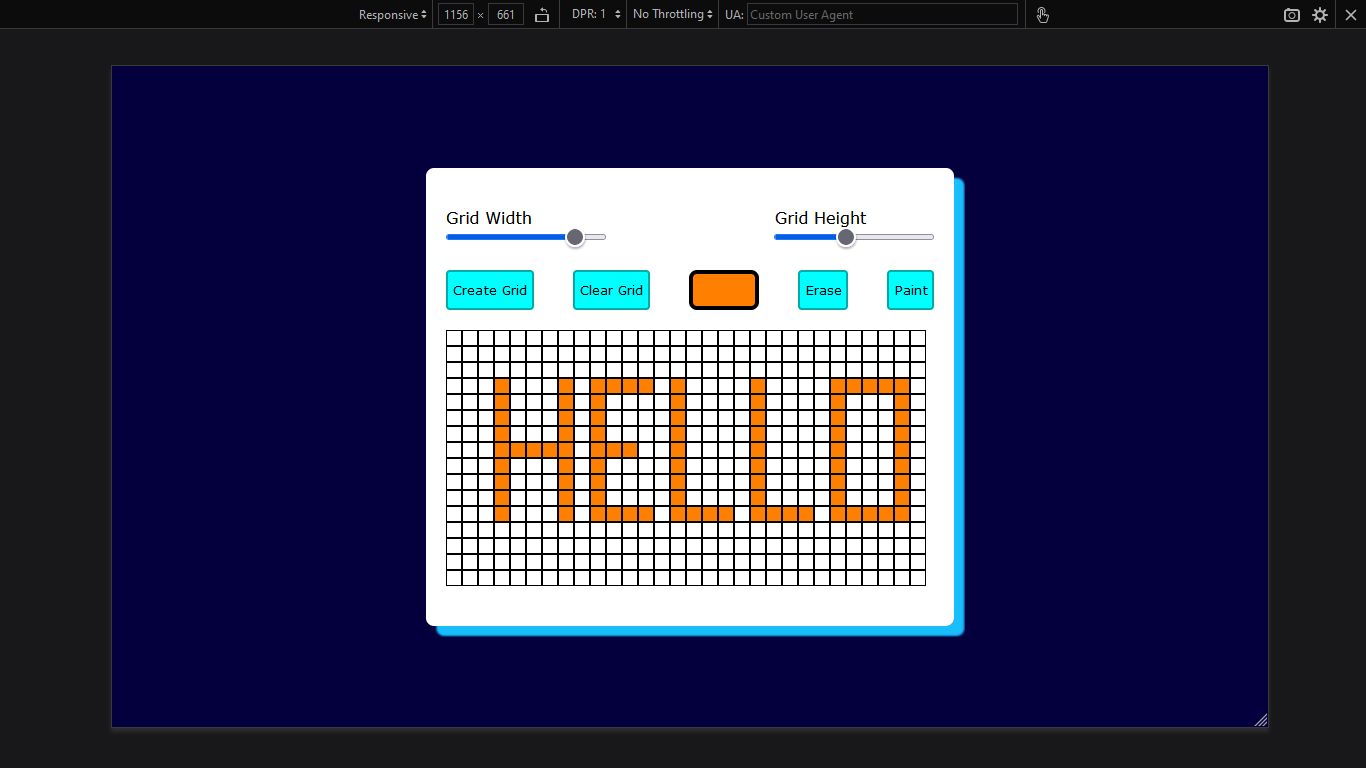 Responsive 1156 × 661 DPR: 1 No Throttling UA: Custom User Agent
Grid Width Grid Height
Create Grid Clear Grid Erase Paint
HELLO